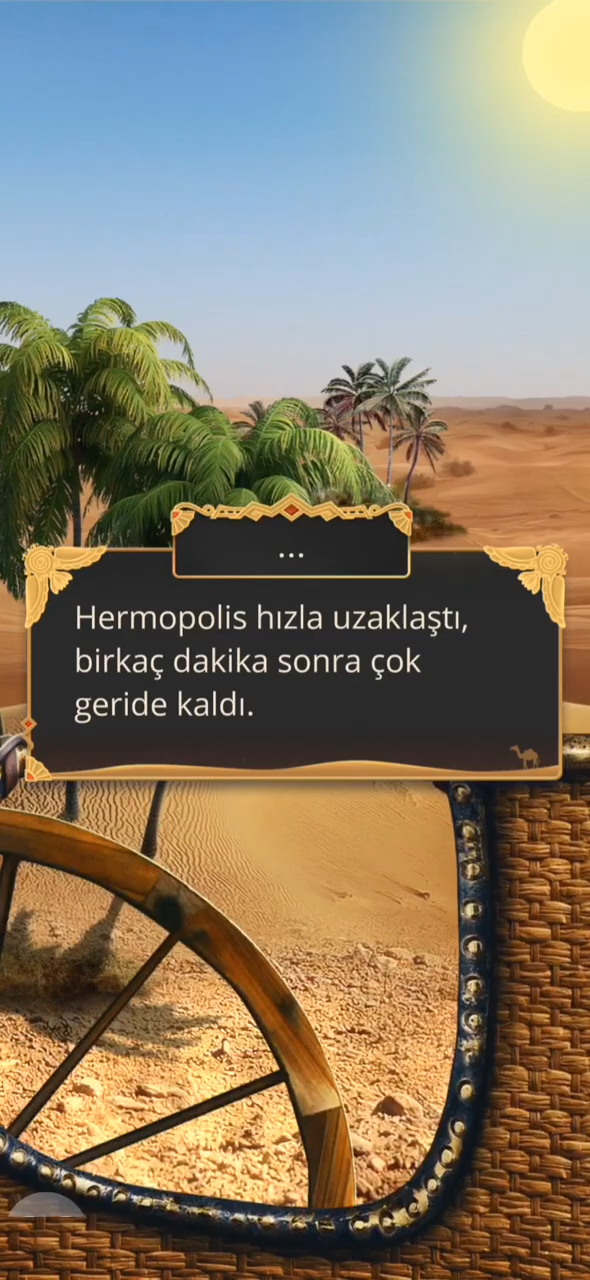 ...
Hermopolis hızla uzaklaştı,
birkaç dakika sonra çok
geride kaldı.